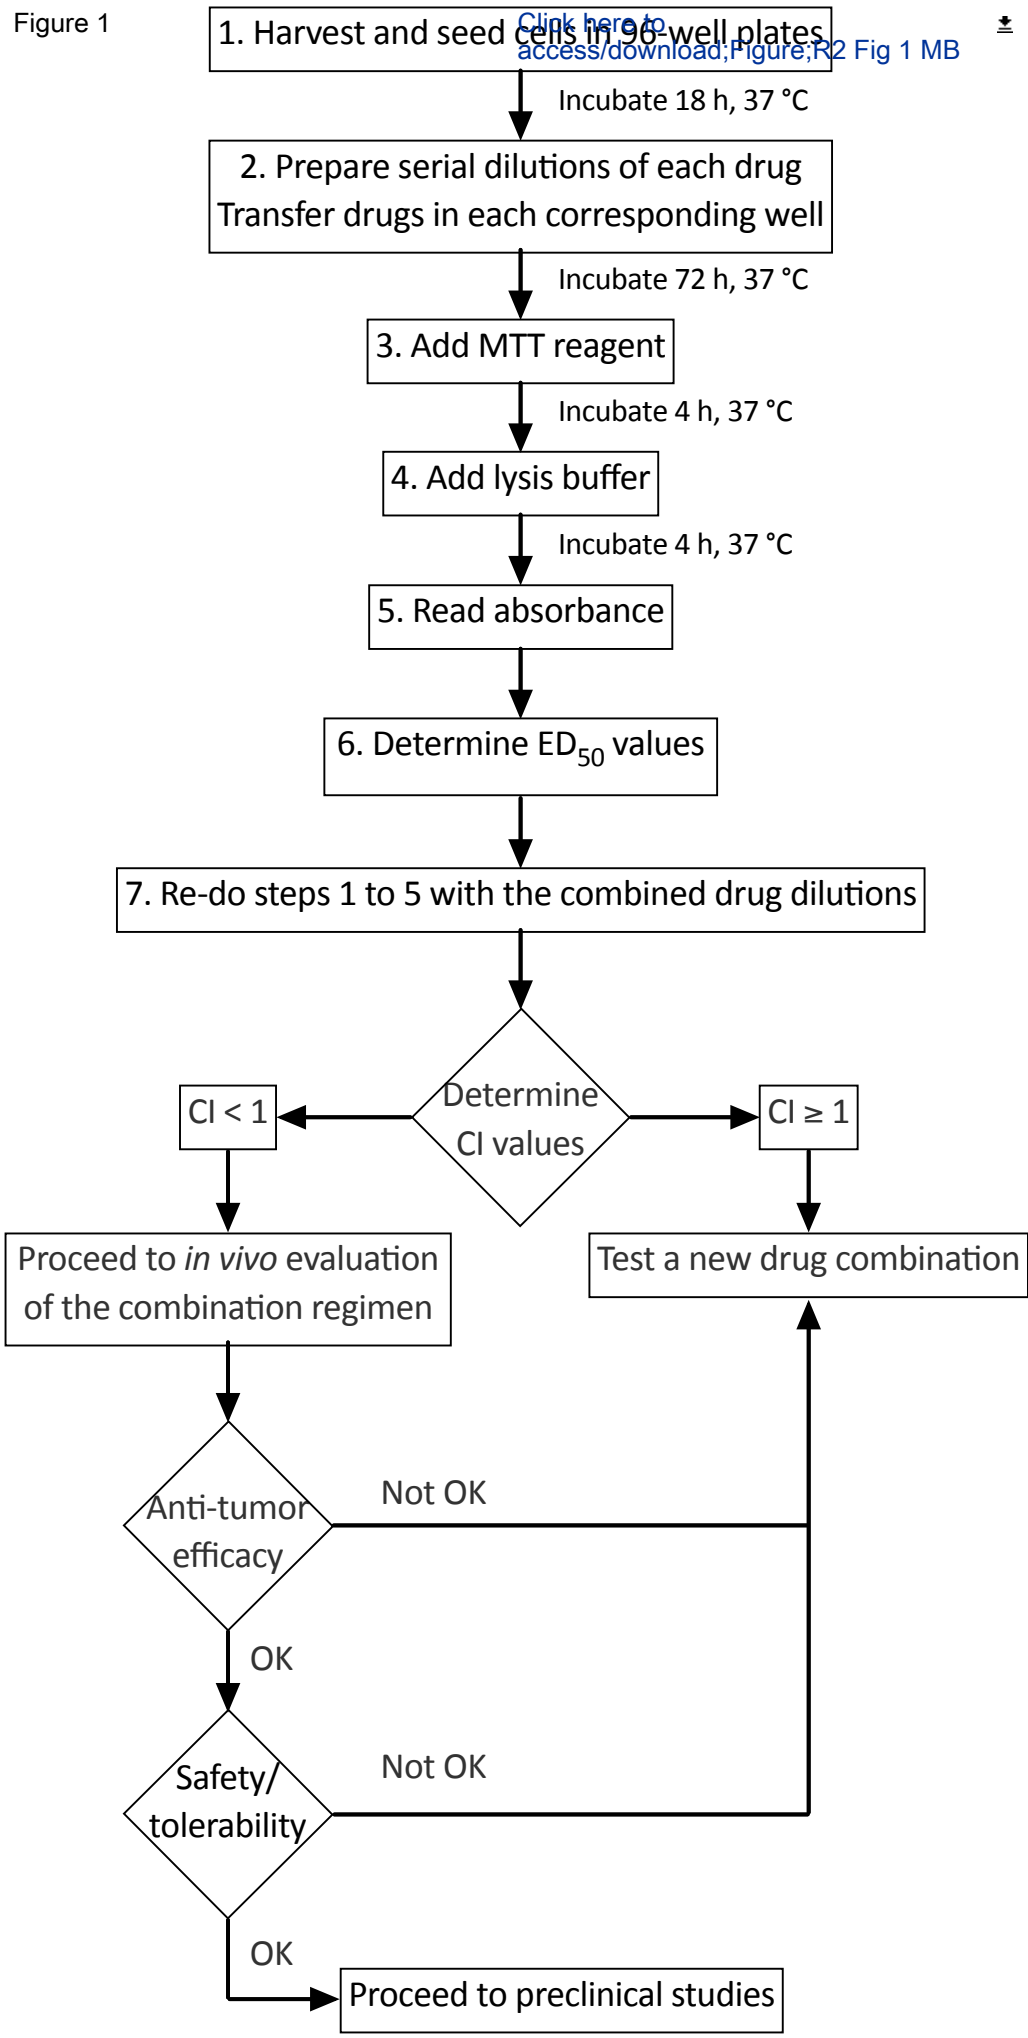 Figure 1
Click here to
access/download;Figure;R2 Fig 1 MB
1. Harvest and seed cells in 96-well plates
Incubate 18 h, 37 °C
2. Prepare serial dilutions of each drug
Transfer drugs in each corresponding well
Incubate 72 h, 37 °C
3. Add MTT reagent
Incubate 4 h, 37 °C
4. Add lysis buffer
Incubate 4 h, 37 °C
5. Read absorbance
6. Determine ED50 values
7. Re-do steps 1 to 5 with the combined drug dilutions
Determine
CI values
CI < 1
CI ≥ 1
Proceed to in vivo evaluation
of the combination regimen
Test a new drug combination
Anti-tumor
efficacy
Not OK
OK
Safety/
tolerability
Not OK
OK
Proceed to preclinical studies